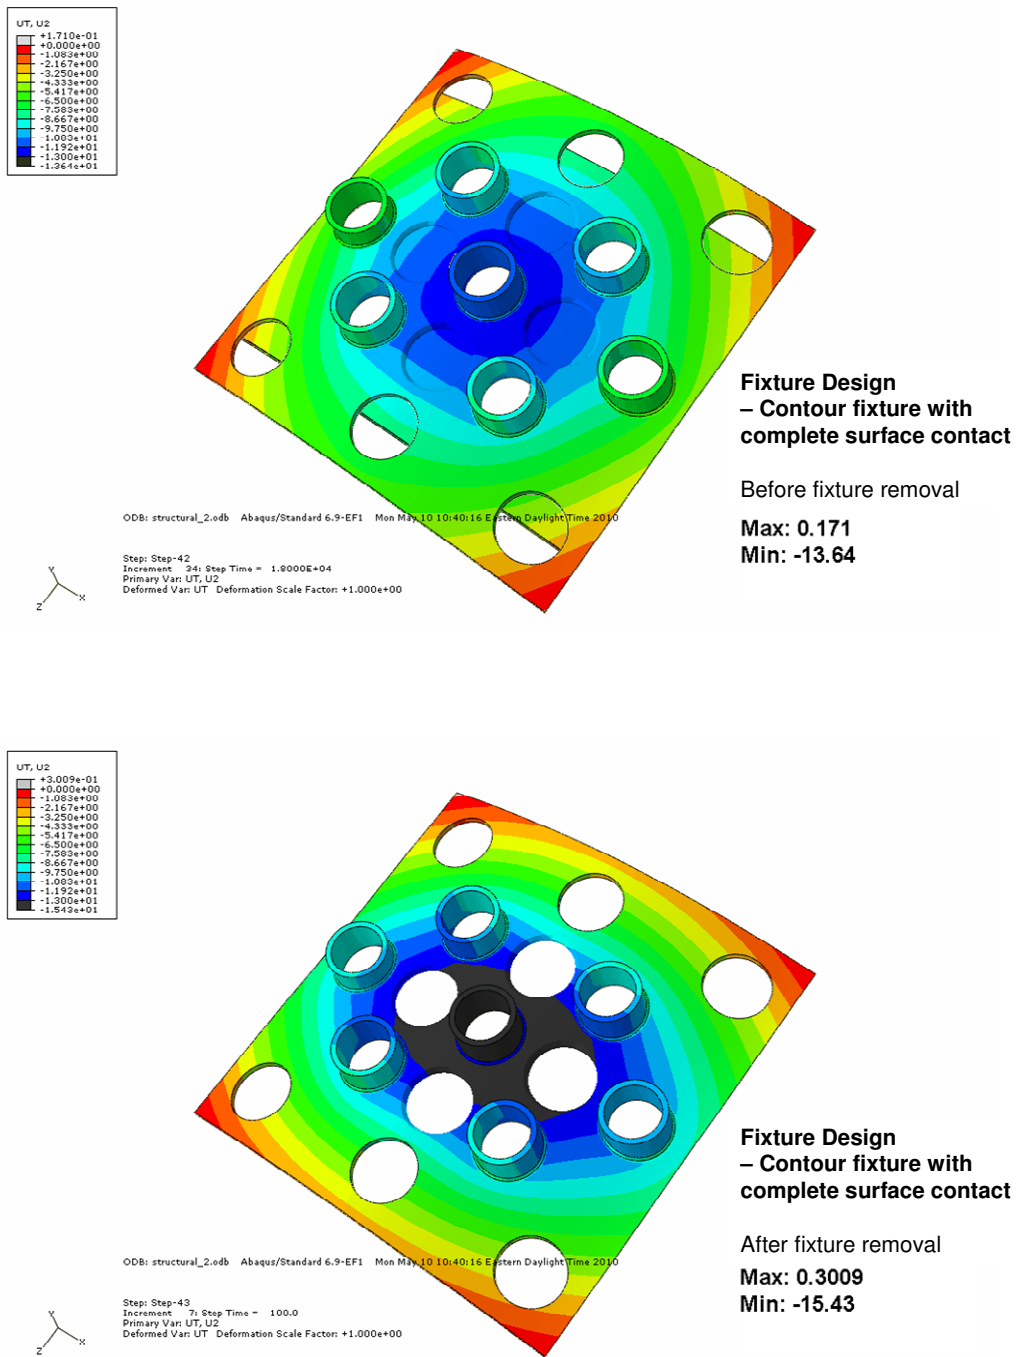 UT, U2
+1.710e-01
+0.000e+00
-1.083e+00
-2.167e+00
-3.250e+00
-4.333e+00
-5.417e+00
-6.500e+00
-7.583e+00
-8.667e+00
-9.750e+00
-1.083e+01
-1.192e+01
-1.300e+01
-1.364e+01
Fixture Design
– Contour fixture with
complete surface contact
Before fixture removal
Max: 0.171
Min: -13.64
ODB: structural_2.odb Abaqus/Standard 6.9-EF1 Mon May 10 10:40:16 Eastern Daylight Time 2010
Step: Step-42
Increment 34: Step Time = 1.8000E+04
Primary Var: UT, U2
Deformed Var: UT Deformation Scale Factor: +1.000e+00
Y
Z X
UT, U2
+3.009e-01
+0.000e+00
-1.083e+00
-2.167e+00
-3.250e+00
-4.333e+00
-5.417e+00
-6.500e+00
-7.583e+00
-8.667e+00
-9.750e+00
-1.083e+01
-1.192e+01
-1.300e+01
-1.543e+01
Fixture Design
– Contour fixture with
complete surface contact
After fixture removal
Max: 0.3009
Min: -15.43
ODB: structural_2.odb Abaqus/Standard 6.9-EF1 Mon May 10 10:40:16 Eastern Daylight Time 2010
Step: Step-43
Increment 7: Step Time = 100.0
Primary Var: UT, U2
Deformed Var: UT Deformation Scale Factor: +1.000e+00
Y
Z X